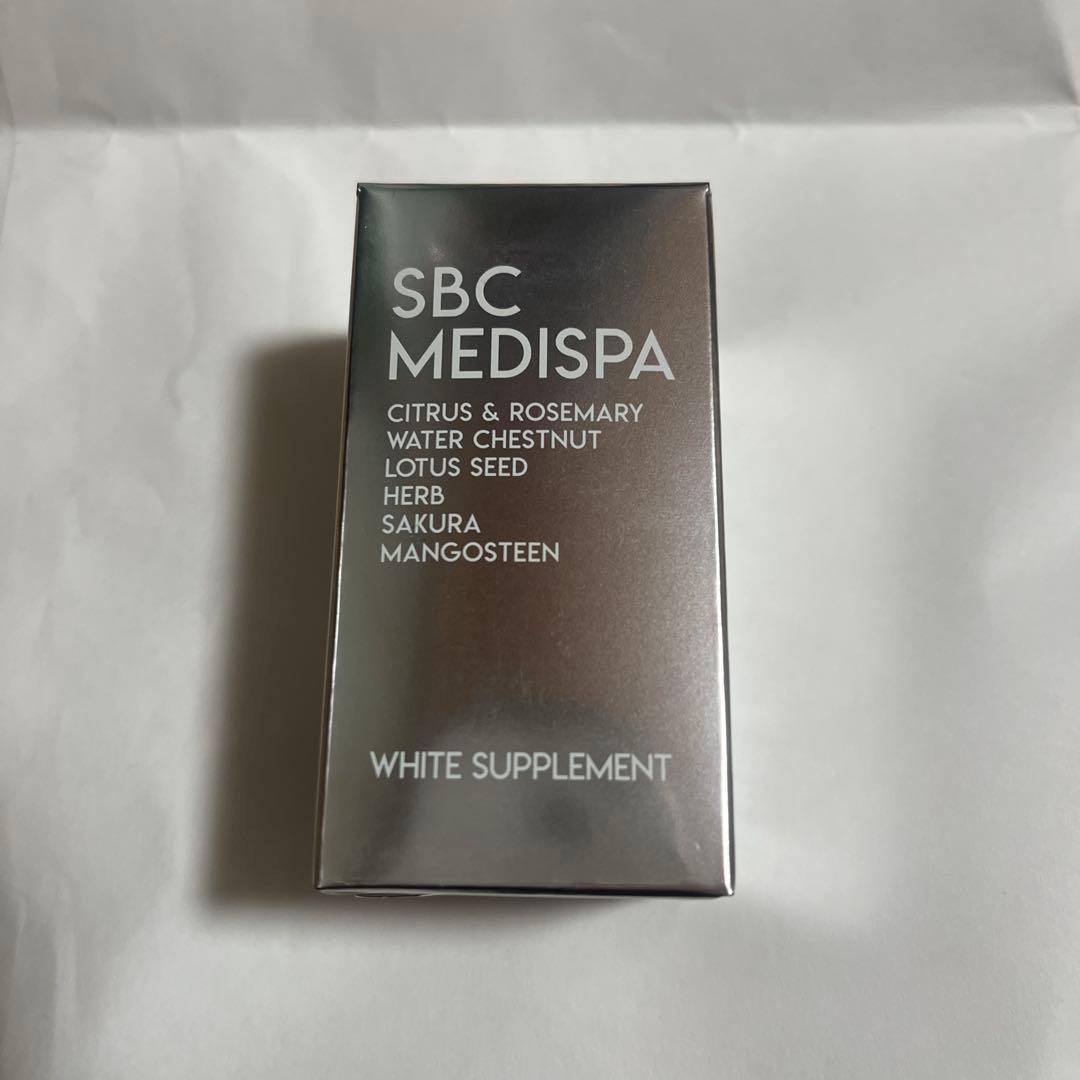 SBC
MEDISPA
CITRUS & ROSEMARY
WATER CHESTNUT
LOTUS SEED
HERB
SAKURA
MANGOSTEEN
WHITE SUPPLEMENT